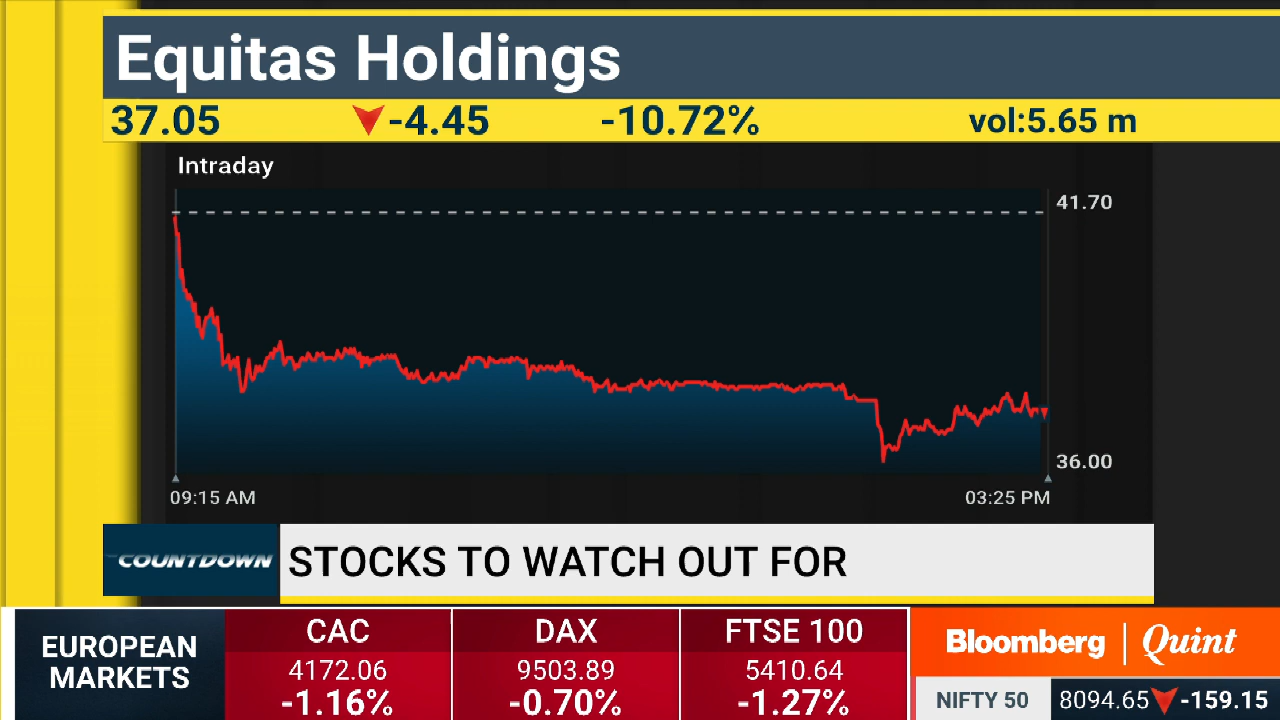 Equitas Holdings
37.05 -4.45 -10.72% vol:5.65 m
Intraday
41.70
36.00
09:15 AM 03:25 PM
COUNTDOWN STOCKS TO WATCH OUT FOR
EUROPEAN
MARKETS
CAC
4172.06
-1.16%
DAX
9503.89
-0.70%
FTSE 100
5410.64
-1.27%
Bloomberg | Quint
NIFTY 50 8094.65 -159.15